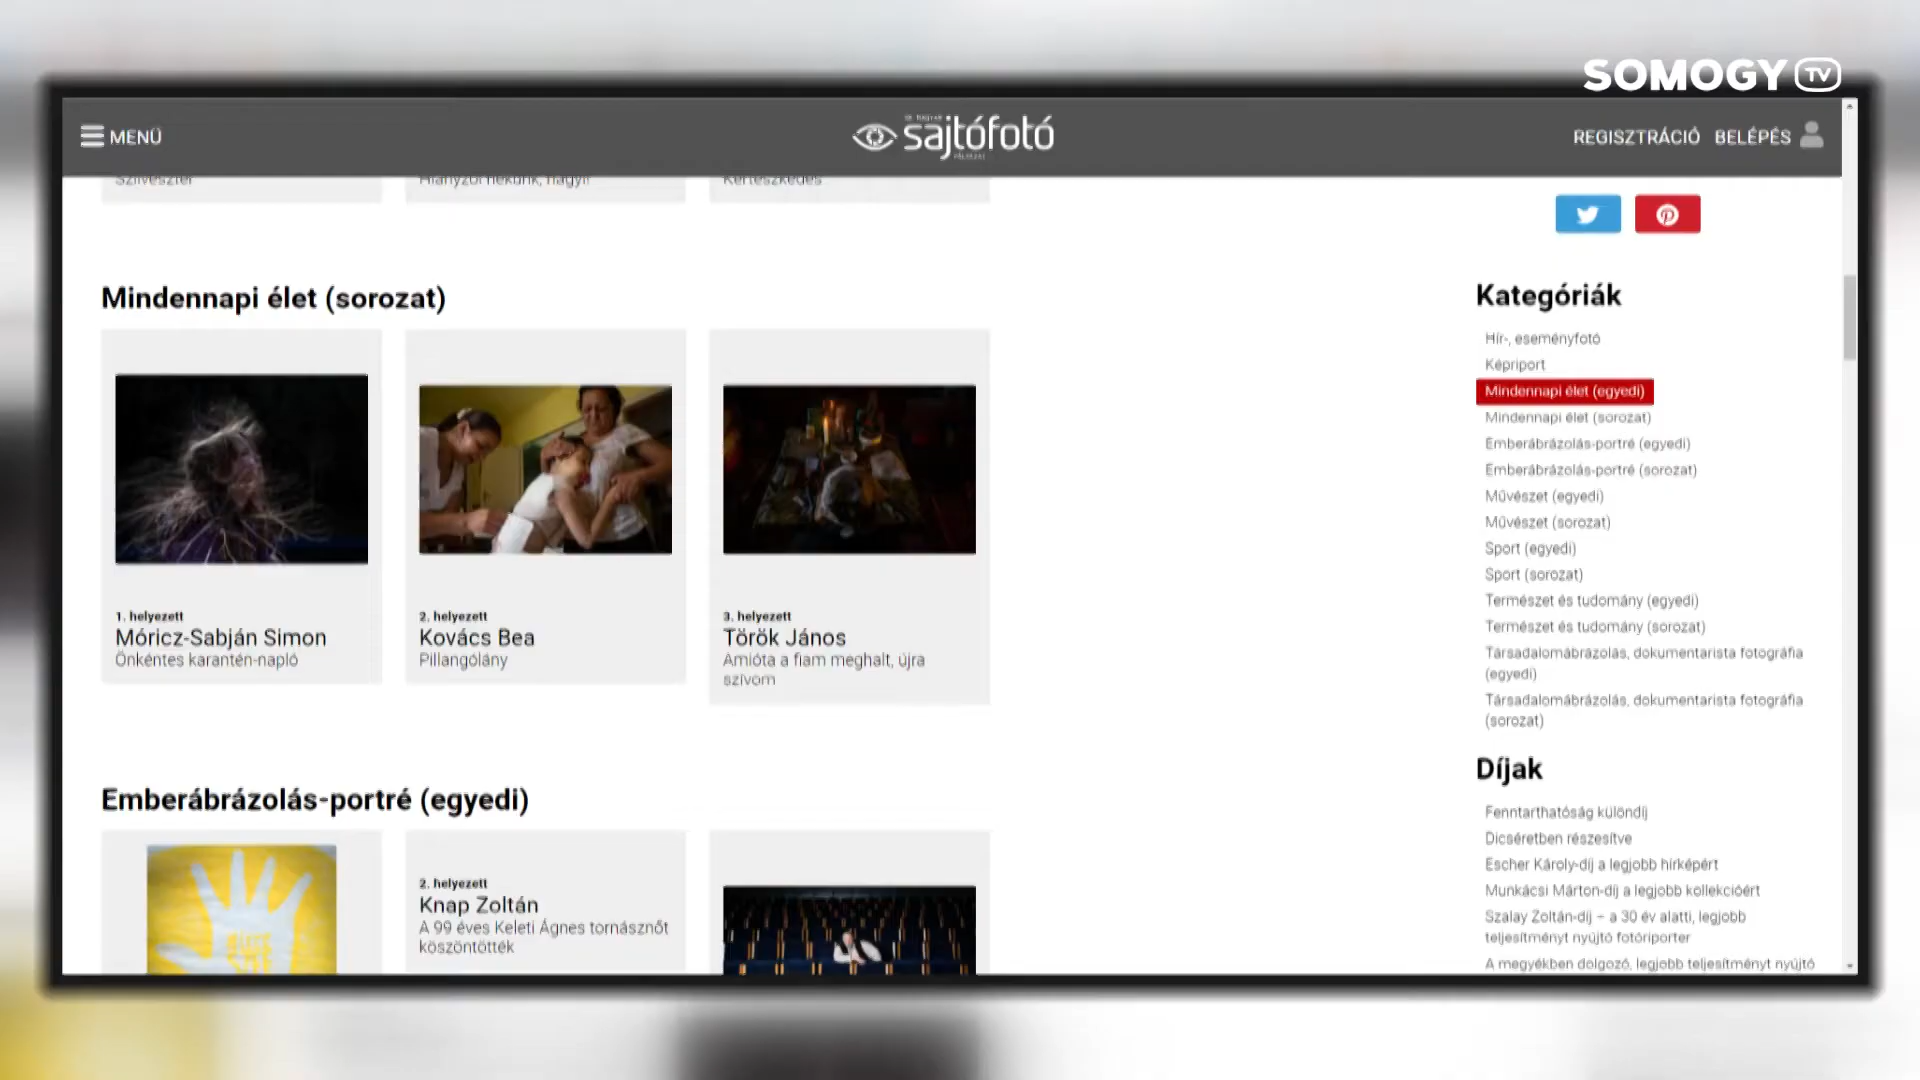 SOMOGY TV
MENÜ
sajtófotó
REGISZTRÁCIÓ BELÉPÉS
Szilveszter
Hiányzol nekünk, nagyi!
Kertészkedés
Mindennapi élet (sorozat)
1. helyezett
Móricz-Sabján Simon
Önkéntes karantén-napló
2. helyezett
Kovács Bea
Pillangólány
3. helyezett
Török János
Amióta a fiam meghalt, újra
szívom
Emberábrázolás-portré (egyedi)
2. helyezett
Knap Zoltán
A 99 éves Keleti Ágnes tornásznőt
köszöntötték
Kategóriák
Hír-, eseményfotó
Képriport
Mindennapi élet (egyedi)
Mindennapi élet (sorozat)
Emberábrázolás-portré (egyedi)
Emberábrázolás-portré (sorozat)
Művészet (egyedi)
Művészet (sorozat)
Sport (egyedi)
Sport (sorozat)
Természet és tudomány (egyedi)
Természet és tudomány (sorozat)
Társadalomábrázolás, dokumentarista fotográfia
(egyedi)
Társadalomábrázolás, dokumentarista fotográfia
(sorozat)
Díjak
Fenntarthatóság különdíj
Dicséretben részesítve
Escher Károly-díj a legjobb hírképért
Munkácsi Márton-díj a legjobb kollekcióért
Szalay Zoltán-díj – a 30 év alatti, legjobb
teljesítményt nyújtó fotóriporter
A megyékben dolgozó, legjobb teljesítményt nyújtó